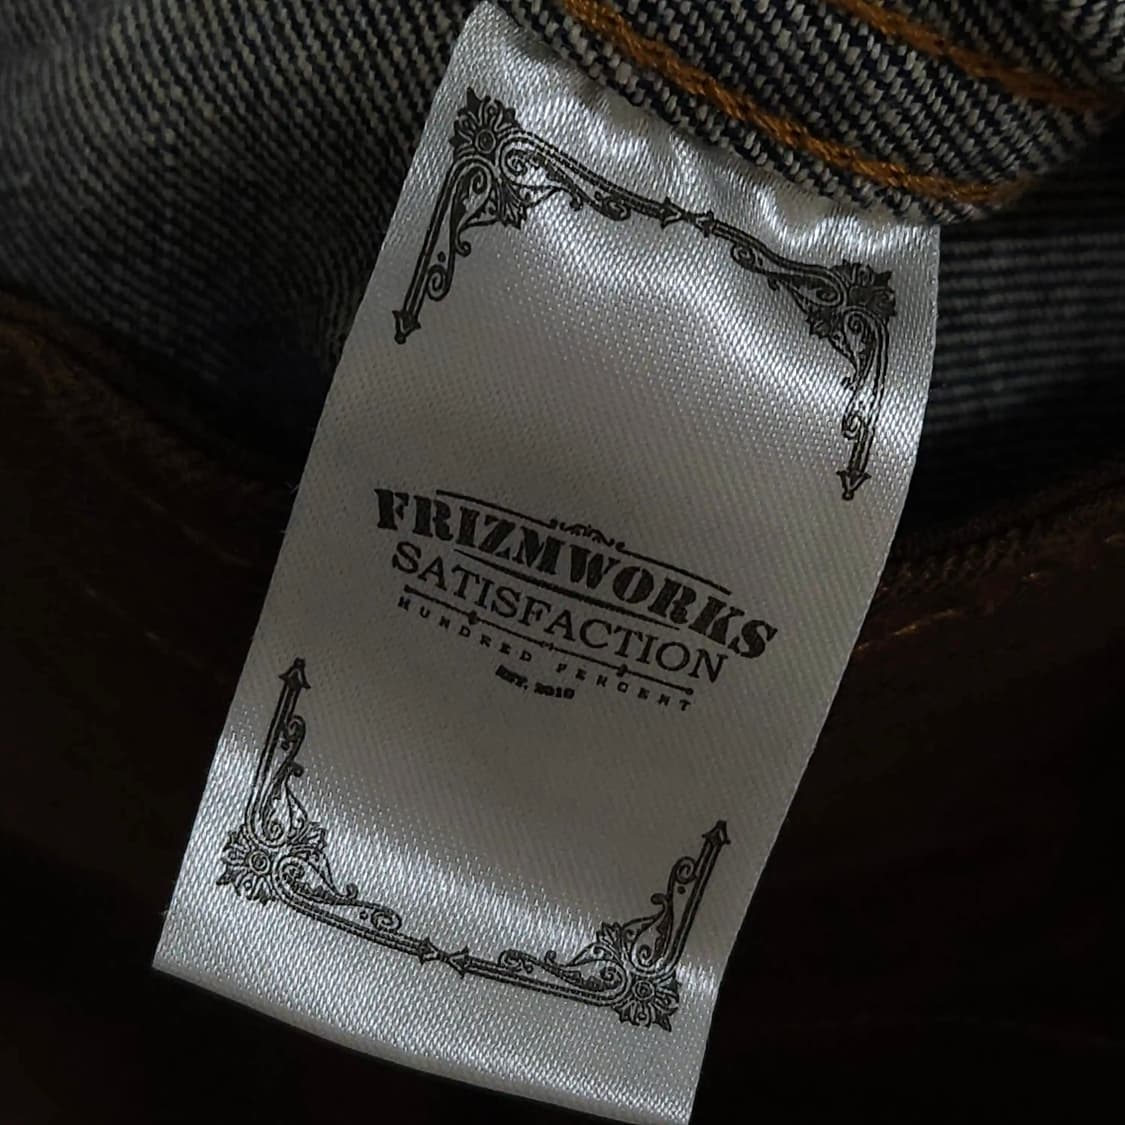 FRIZMWORKS
SATISFACTION
HUNDRED PERCENT
EST. 2010